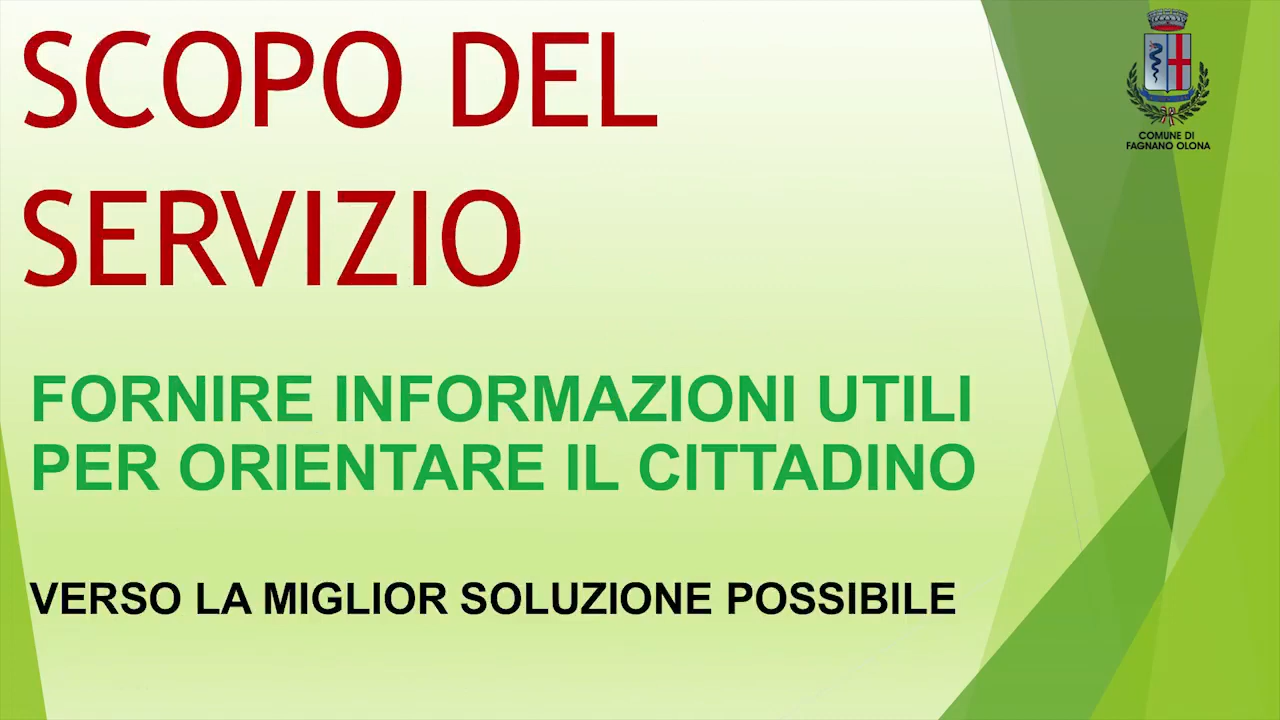 SCOPO DEL
SERVIZIO
COMUNE DI
FAGNANO OLONA
FORNIRE INFORMAZIONI UTILI
PER ORIENTARE IL CITTADINO
VERSO LA MIGLIOR SOLUZIONE POSSIBILE